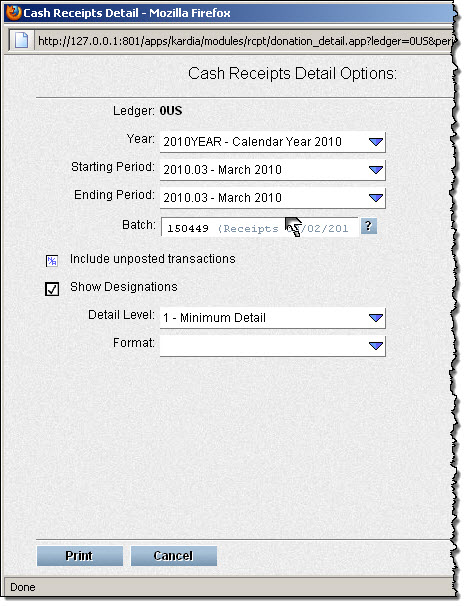 Cash Receipts Detail - Mozilla Firefox
http://127.0.0.1:801/apps/kardia/modules/rcpt/donation_detail.app?ledger=0US&peri
Cash Receipts Detail Options:
Ledger: 0US
Year: 2010YEAR - Calendar Year 2010
Starting Period: 2010.03 - March 2010
Ending Period: 2010.03 - March 2010
Batch: 150449 (Receipts /02/201 ?
Include unposted transactions
Show Designations
Detail Level: 1 - Minimum Detail
Format:
Print Cancel
Done